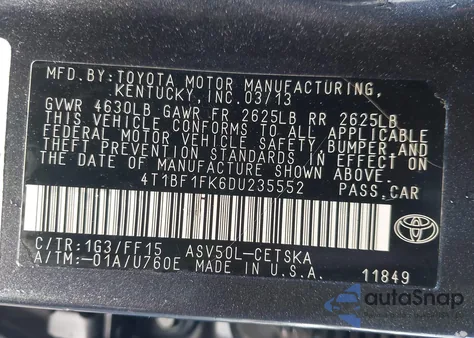 MFD. BY: TOYOTA MOTOR MANUFACTURING,
KENTUCKY, INC. 03/13
GVWR 4630LB GAWR FR 2625LB RR 2625LB
THIS VEHICLE CONFORMS TO ALL APPLICABLE
FEDERAL MOTOR VEHICLE SAFETY, BUMPER, AND
THEFT PREVENTION STANDARDS IN EFFECT ON
THE DATE OF MANUFACTURE SHOWN ABOVE.
4T1BF1FK6DU235552 PASS.CAR
C/TR:1G3/FF15 ASV50L-CETSKA
A/TM:-01A/U760E MADE IN U.S.A.
11849
TOYOTA
autoSnap